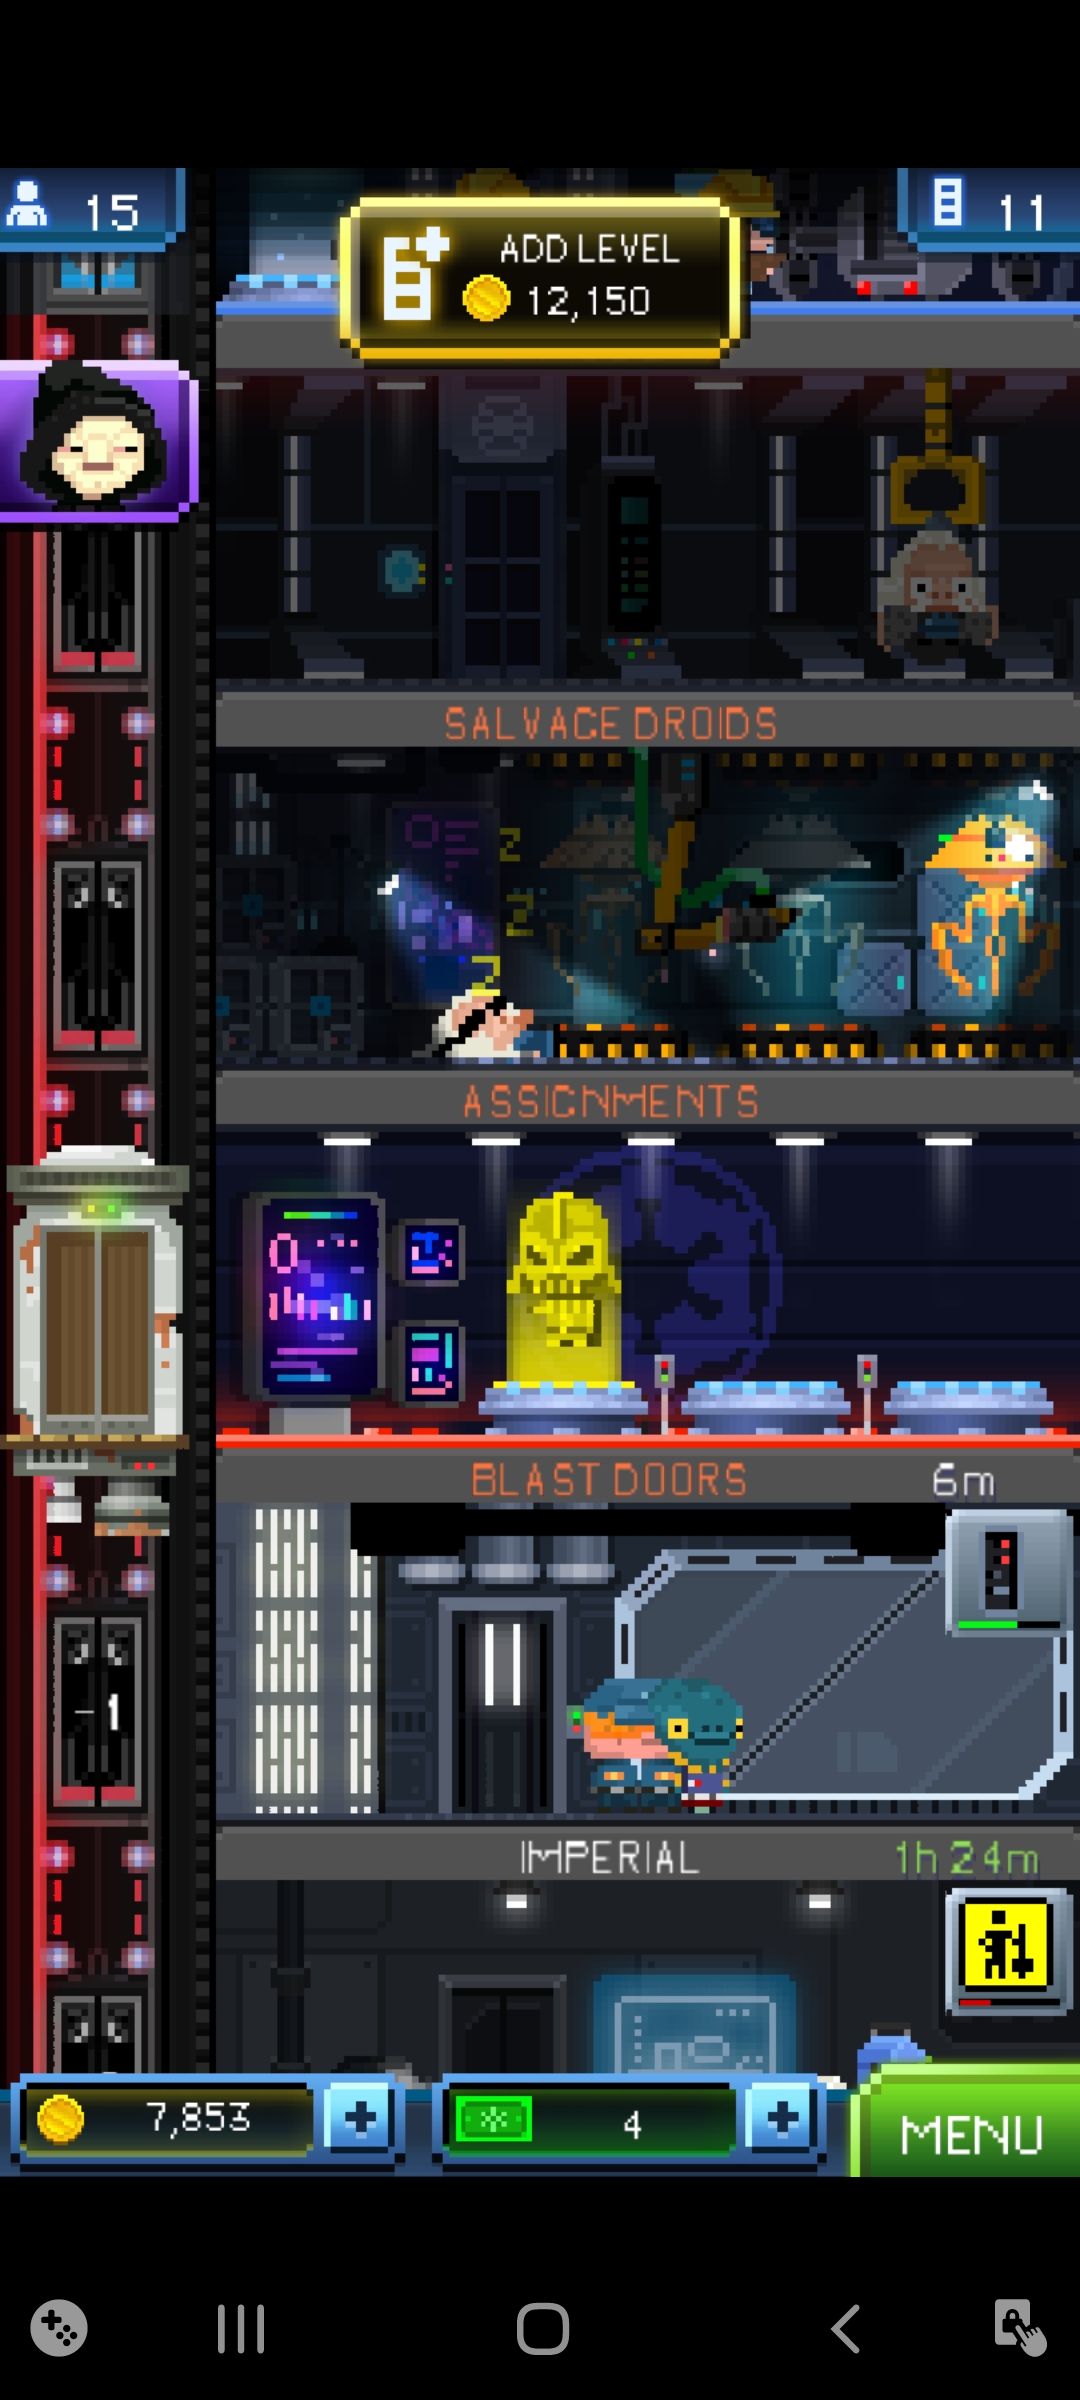 15
11
ADD LEVEL
12,150
SALVAGE DROIDS
Z
Z
Z
ASSIGNMENTS
BLAST DOORS 6m
-1
IMPERIAL 1h 24m
7,853
4
MENU